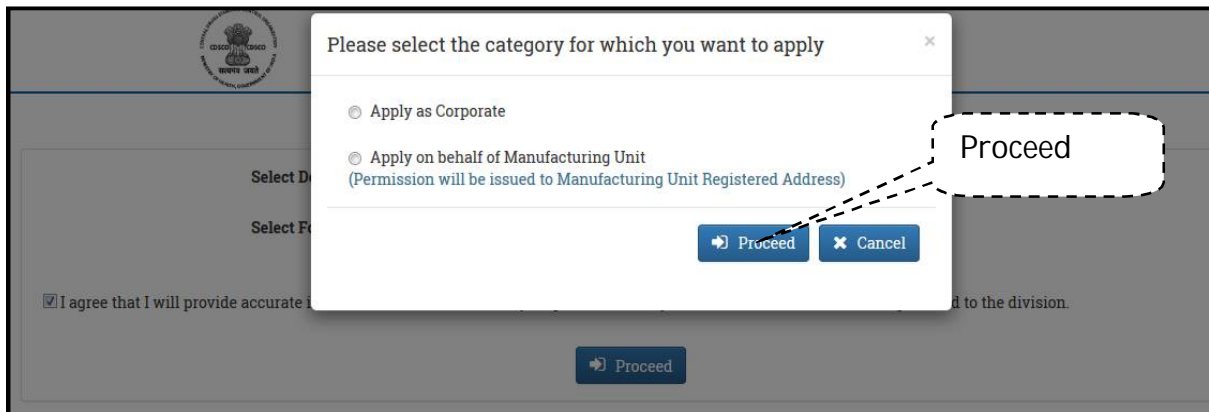 CDSCO CDSCO
सत्यमेव जयते
Please select the category for which you want to apply
×
Apply as Corporate
Apply on behalf of Manufacturing Unit
(Permission will be issued to Manufacturing Unit Registered Address)
Proceed
Proceed
Cancel
Select D
Select F
I agree that I will provide accurate
d to the division.
Proceed